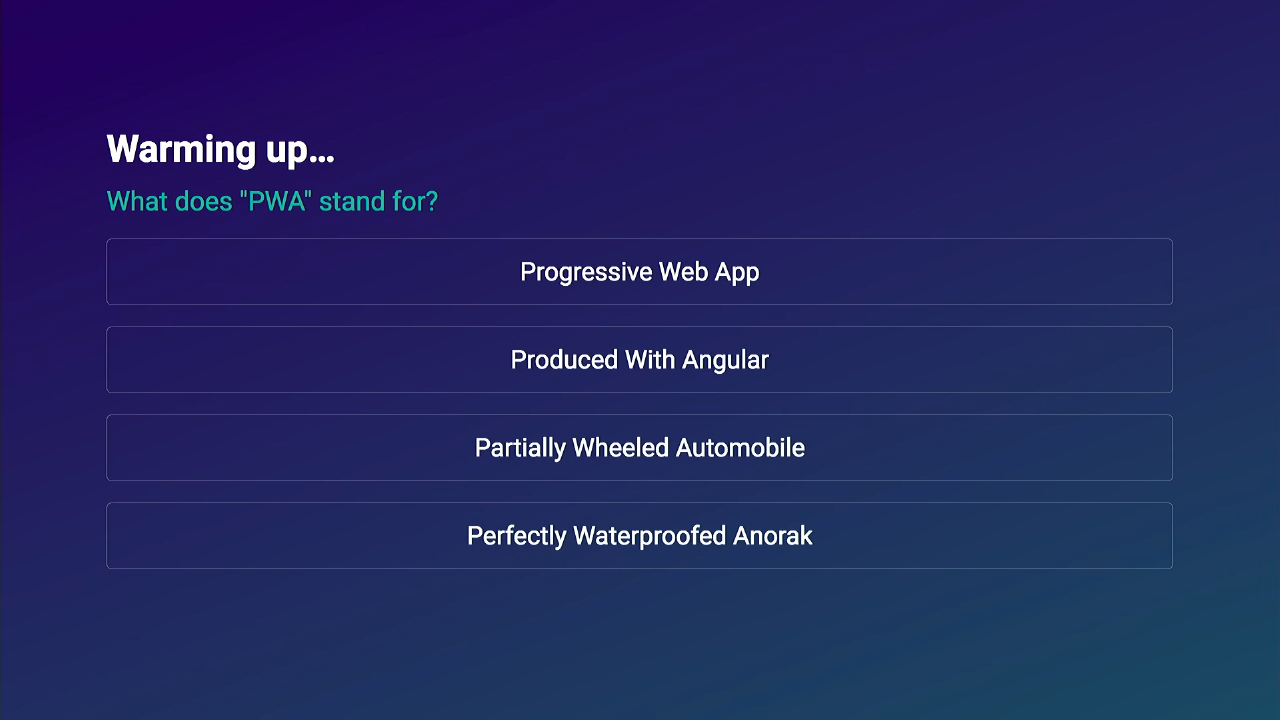 Warming up…
What does "PWA" stand for?
Progressive Web App
Produced With Angular
Partially Wheeled Automobile
Perfectly Waterproofed Anorak